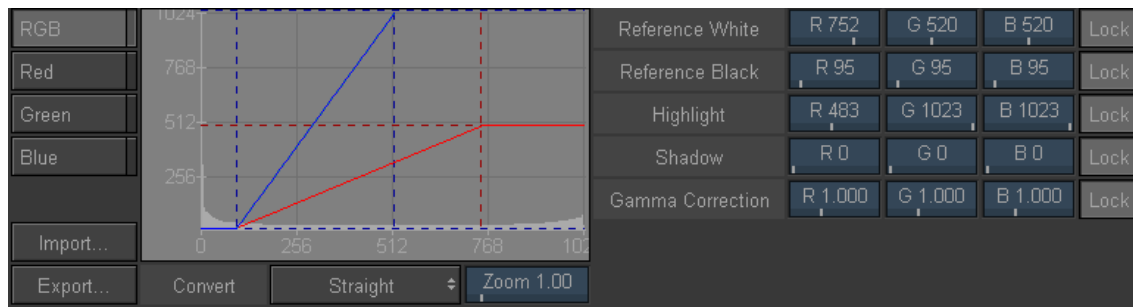 RGB
Red
Green
Blue
Import...
Export...
1024
768
512
256
0 256 512 768 102
Convert Straight Zoom 1.00
Reference White R 752 G 520 B 520 Lock
Reference Black R 95 G 95 B 95 Lock
Highlight R 483 G 1023 B 1023 Lock
Shadow R 0 G 0 B 0 Lock
Gamma Correction R 1.000 G 1.000 B 1.000 Lock